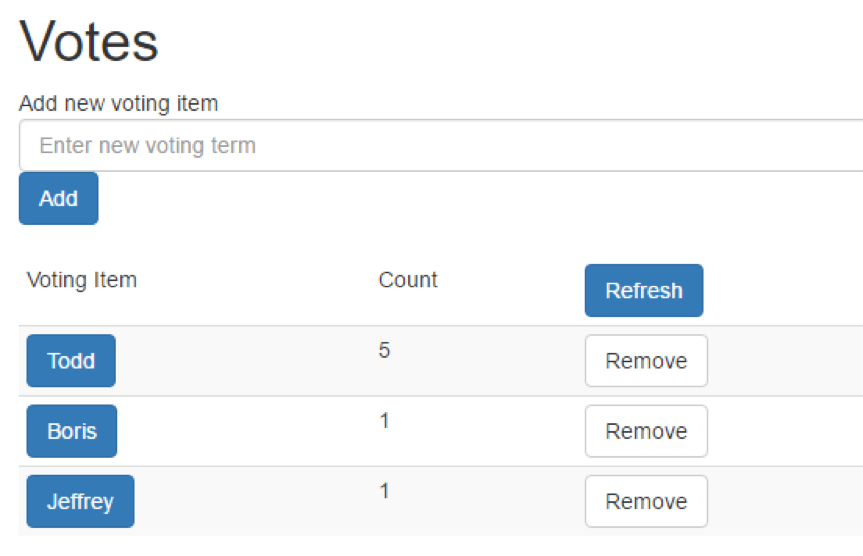 Votes
Add new voting item
Enter new voting term
Add
Voting Item Count Refresh
Todd 5 Remove
Boris 1 Remove
Jeffrey 1 Remove